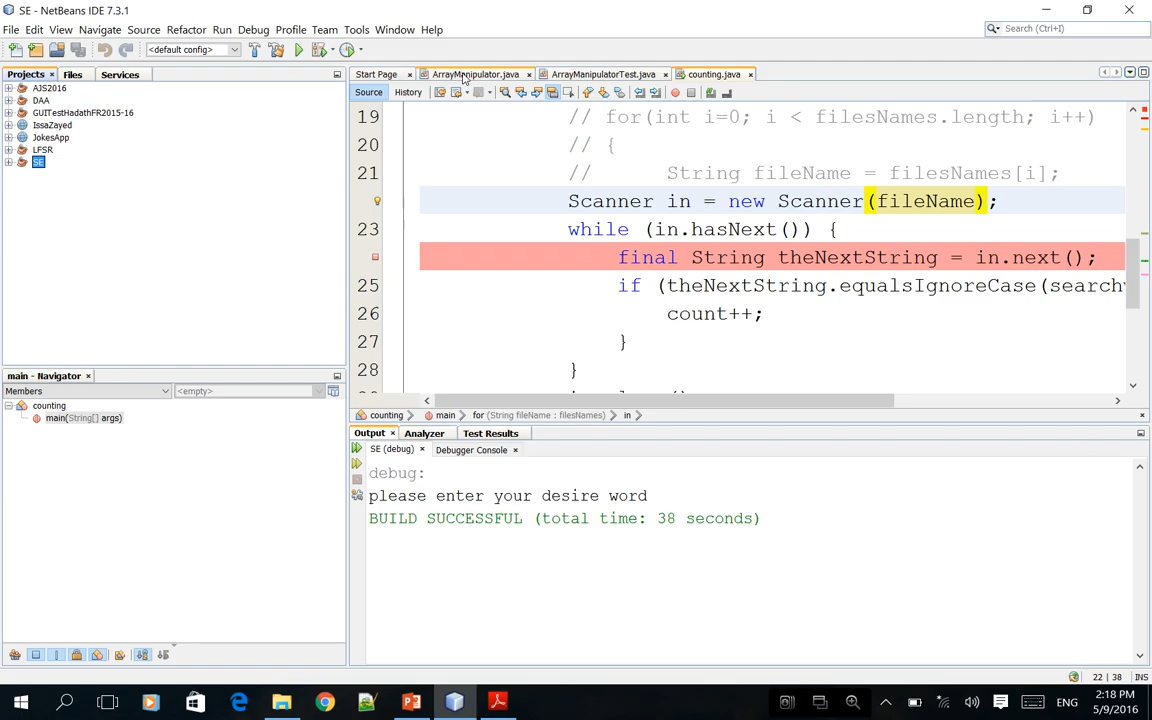 SE - NetBeans IDE 7.3.1
File Edit View Navigate Source Refactor Run Debug Profile Team Tools Window Help
Search (Ctrl+I)
<default config>
Projects Files Services
Start Page ArrayManipulator.java ArrayManipulatorTest.java counting.java
Source History
AJS2016
DAA
GUITestHadathFR2015-16
IssaZayed
JokesApp
LFSR
SE
19 // for(int i=0; i < filesNames.length; i++)
20 // {
21 // String fileName = filesNames[i];
Scanner in = new Scanner(fileName);
23 while (in.hasNext()) {
final String theNextString = in.next();
25 if (theNextString.equalsIgnoreCase(search
26 count++;
27 }
28 }
main - Navigator
Members <empty>
counting
main(String[] args)
counting main for (String fileName : filesNames) in
Output Analyzer Test Results
SE (debug) Debugger Console
debug:
please enter your desire word
BUILD SUCCESSFUL (total time: 38 seconds)
22 | 38 INS
ENG
2:18 PM
5/9/2016